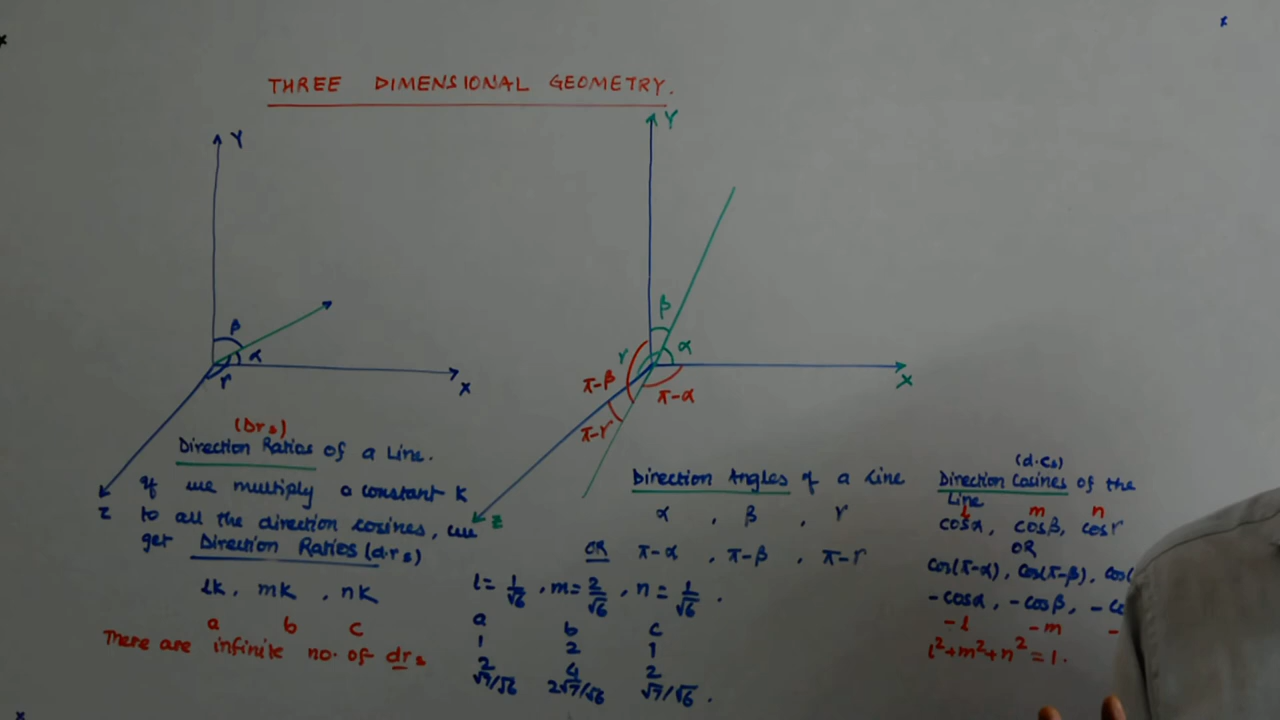 THREE DIMENSIONAL GEOMETRY.
Y
β
α
γ
X
Z
Y
β
γ
α
X
π-β
π-α
π-γ
Z
(Drs)
Direction Ratios of a Line.
If we multiply a constant K
to all the direction cosines, we
get Direction Ratios (d.r.s)
lk, mk, nk
a b c
There are infinite no. of drs
Direction Angles of a Line
α, β, γ
OR π-α, π-β, π-γ
l = 1/√6, m = 2/√6, n = 1/√6.
a b c
1 2 1
2 4 2
√7/√6 2√7/√6 √7/√6.
(d.cs)
Direction Cosines of the
Line
l m n
cosα, cosβ, cosγ
OR
cos(π-α), cos(π-β), cos(
-cosα, -cosβ, -co
-l -m -
l²+m²+n²=1.